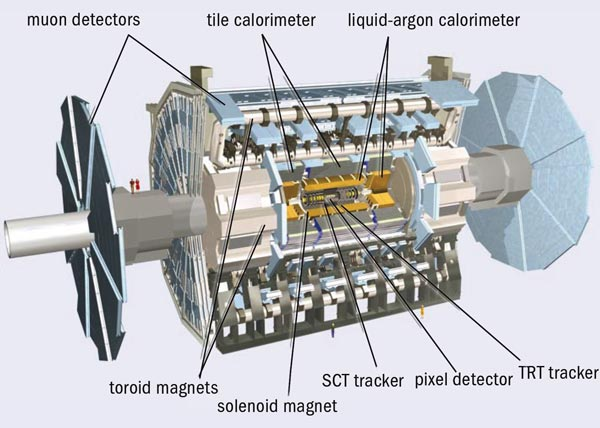 muon detectors
tile calorimeter
liquid-argon calorimeter
toroid magnets
solenoid magnet
SCT tracker
pixel detector
TRT tracker